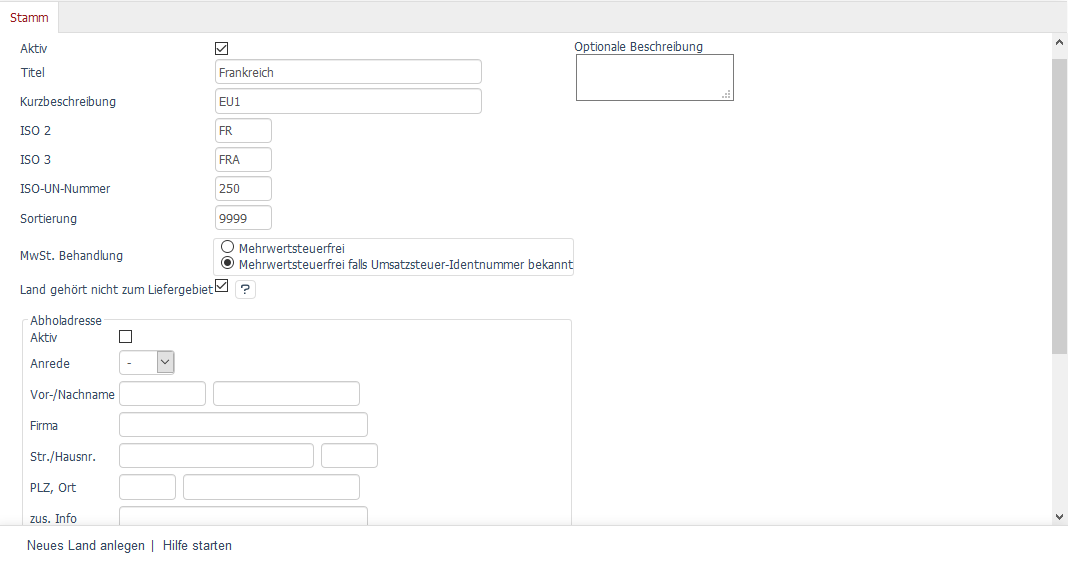 Stamm
Aktiv
Optionale Beschreibung
Titel Frankreich
Kurzbeschreibung EU1
ISO 2 FR
ISO 3 FRA
ISO-UN-Nummer 250
Sortierung 9999
MwSt. Behandlung
Mehrwertsteuerfrei
Mehrwertsteuerfrei falls Umsatzsteuer-Identnummer bekannt
Land gehört nicht zum Liefergebiet ?
Abholadresse
Aktiv
Anrede -
Vor-/Nachname
Firma
Str./Hausnr.
PLZ, Ort
zus. Info
Neues Land anlegen | Hilfe starten